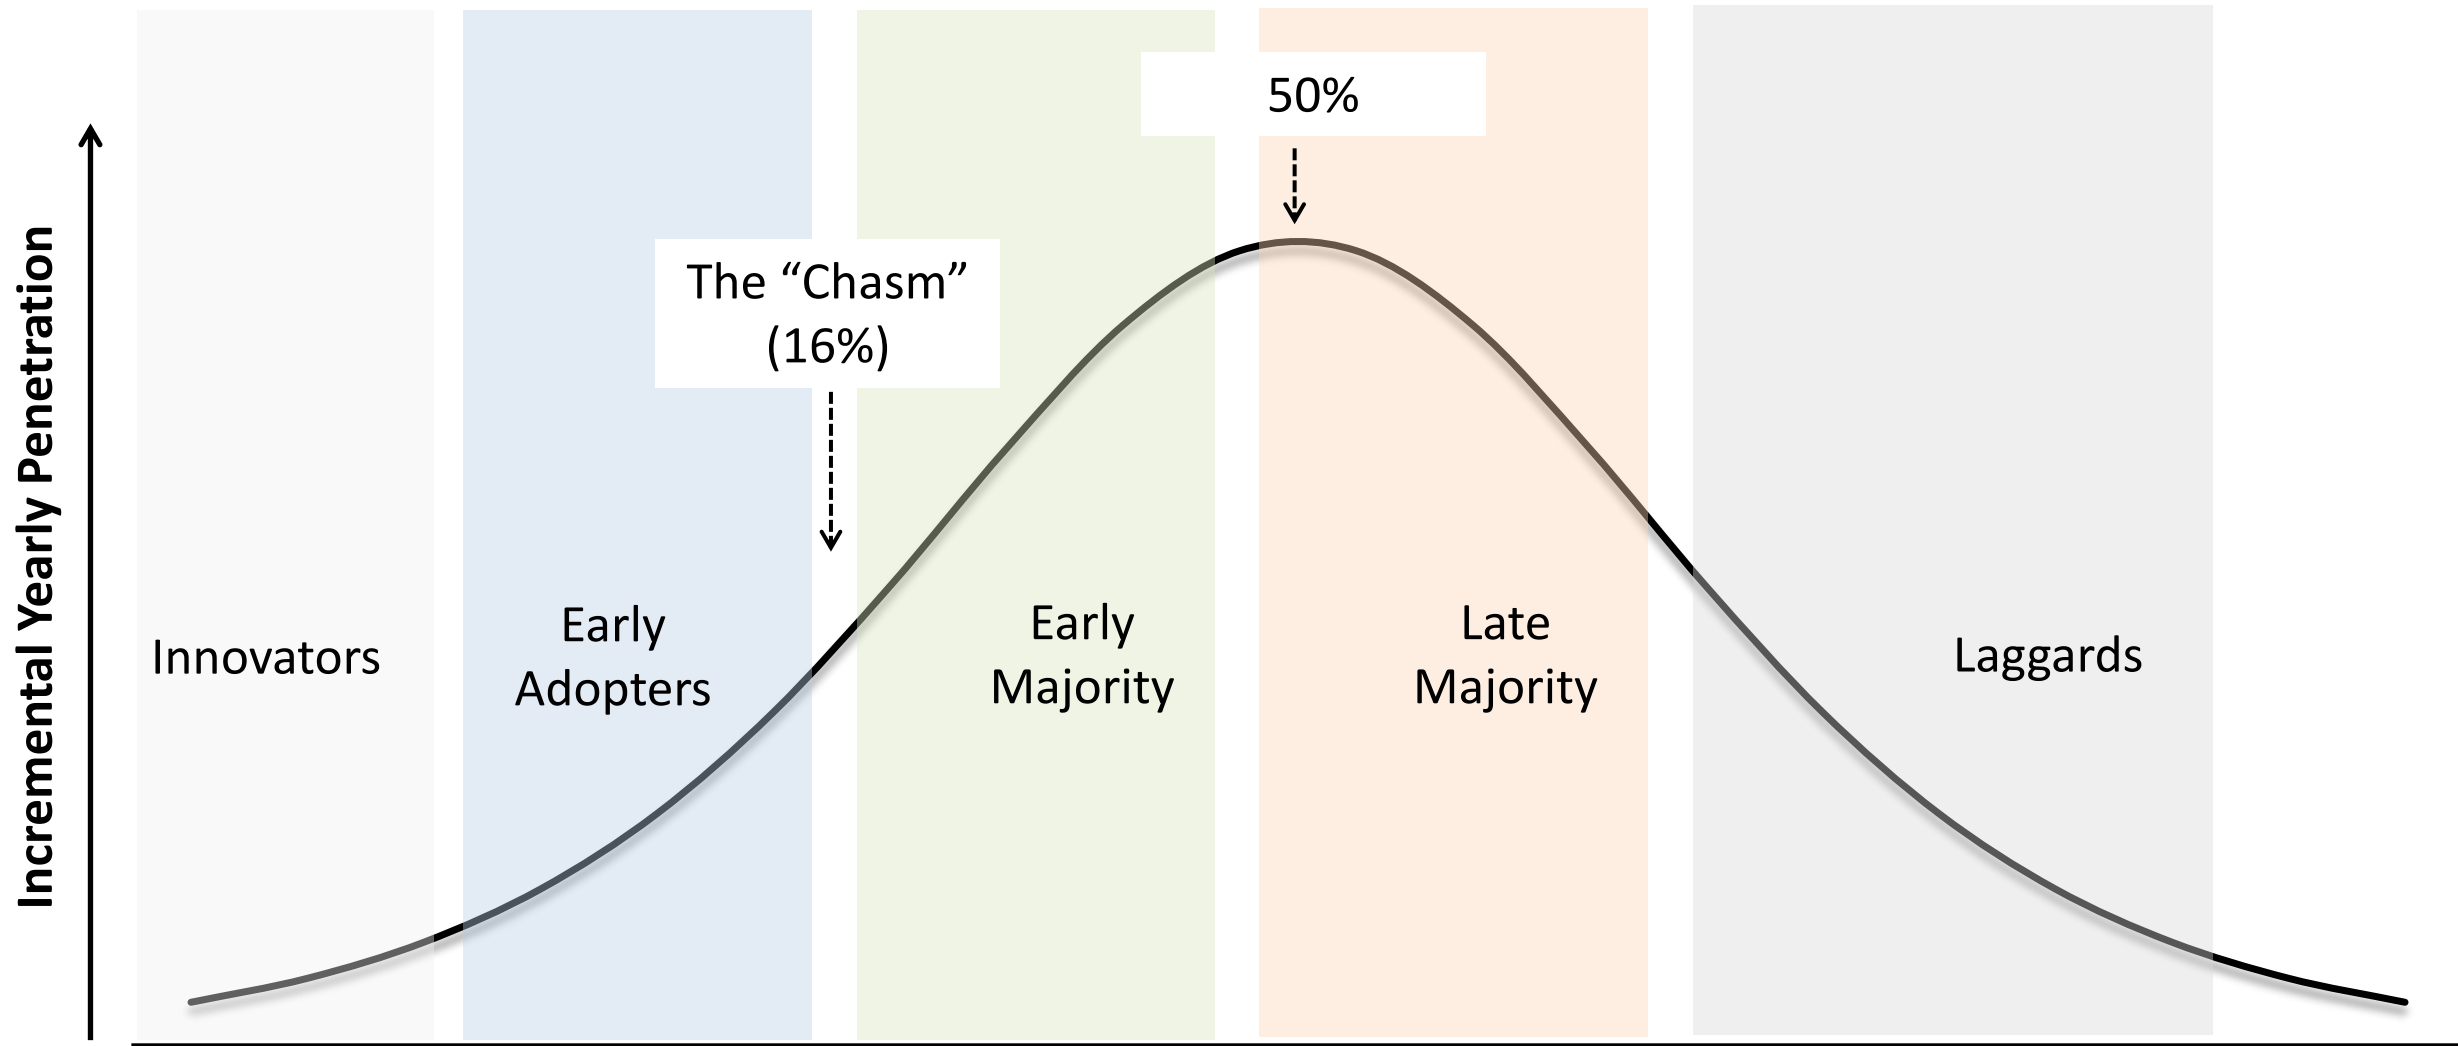 Incremental Yearly Penetration
50%
The “Chasm”
(16%)
Innovators
Early
Adopters
Early
Majority
Late
Majority
Laggards